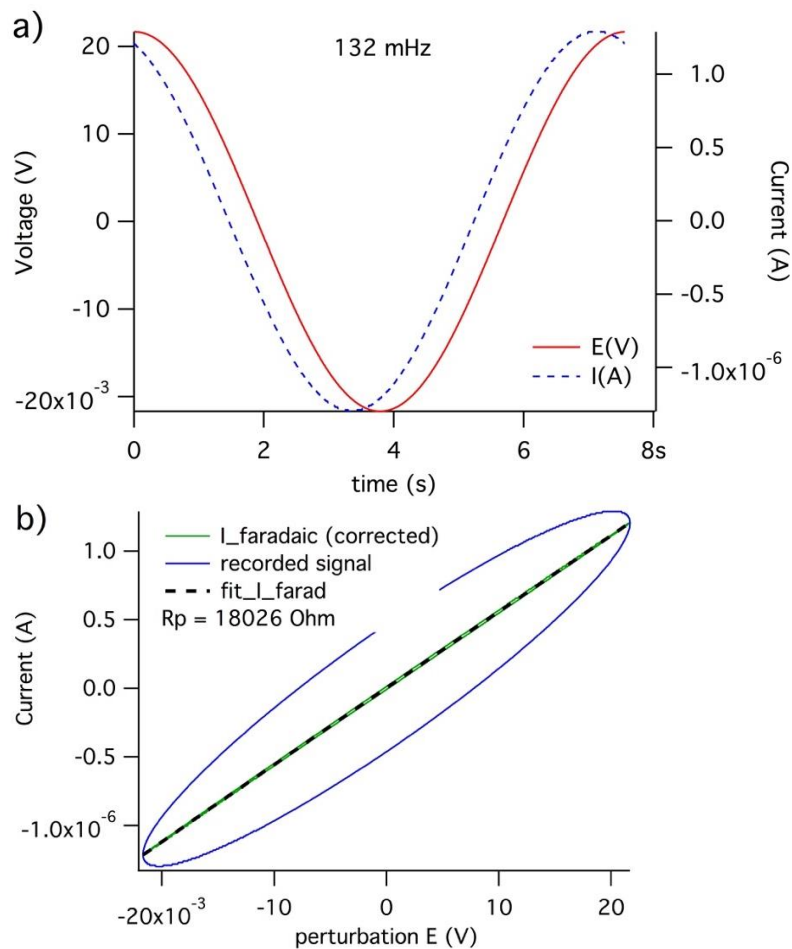 a)
132 mHz
Voltage (V)
20
10
0
-10
-20x10⁻³
Current (A)
1.0
0.5
0.0
-0.5
-1.0x10⁻⁶
E(V)
I(A)
0 2 4 6 8s
time (s)
b)
I_faradaic (corrected)
recorded signal
fit_I_farad
Rp = 18026 Ohm
Current (A)
1.0
0.5
0.0
-0.5
-1.0x10⁻⁶
-20x10⁻³ -10 0 10 20
perturbation E (V)